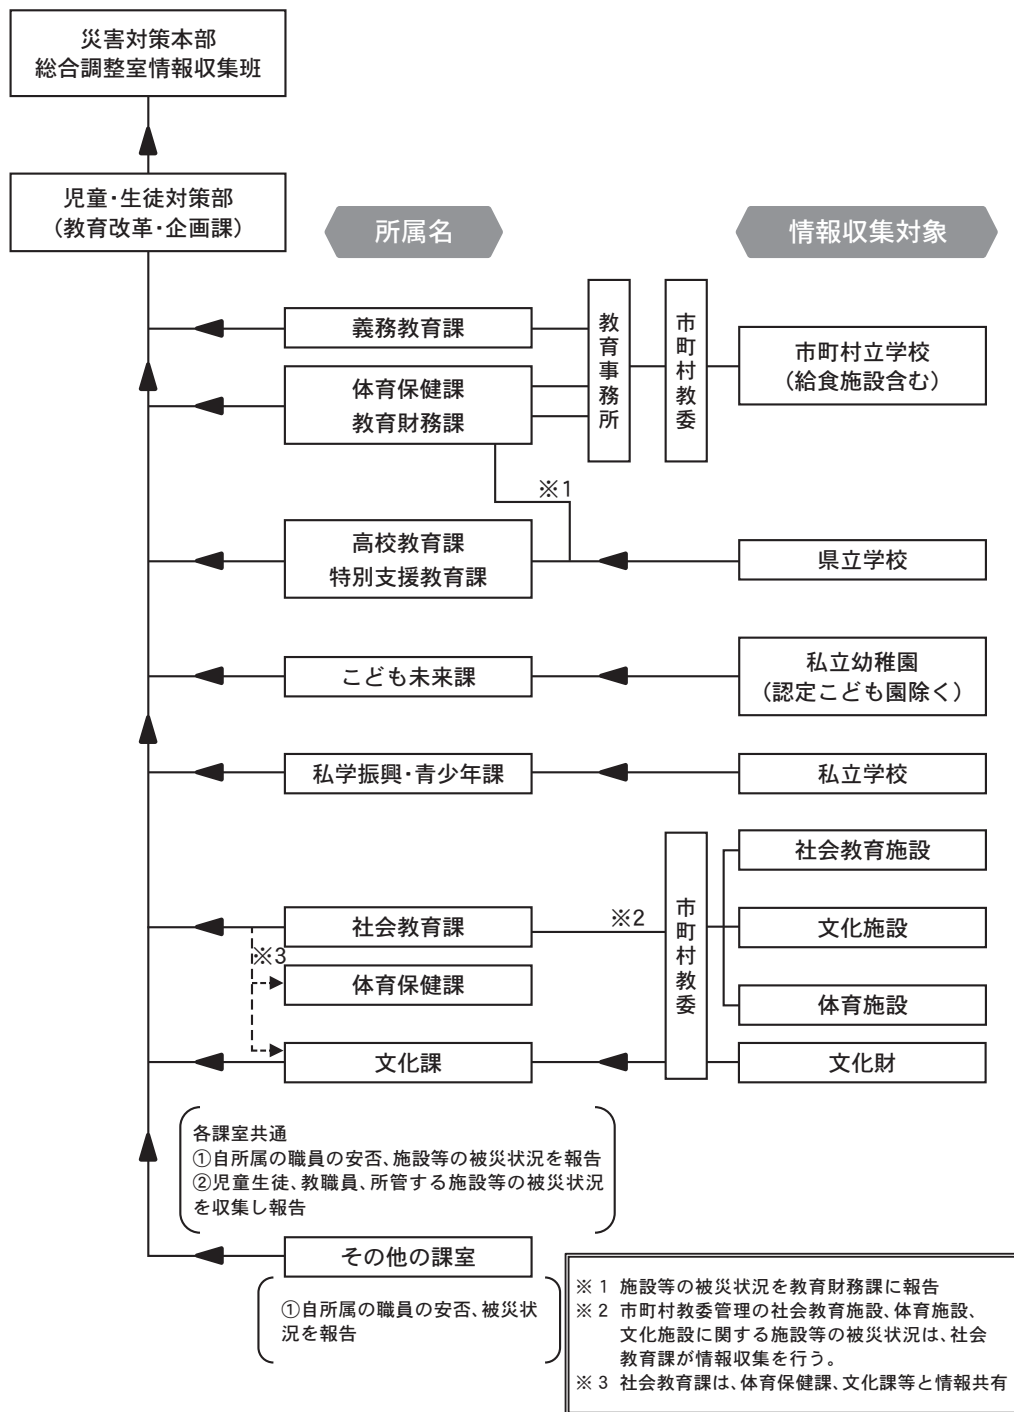 災害対策本部
総合調整室情報収集班
児童・生徒対策部
(教育改革・企画課)
所属名
情報収集対象
義務教育課
体育保健課
教育財務課
教育事務所
市町村教委
市町村立学校
(給食施設含む)
※1
高校教育課
特別支援教育課
県立学校
こども未来課
私立幼稚園
(認定こども園除く)
私学振興・青少年課
私立学校
社会教育課
※2
市町村教委
社会教育施設
文化施設
体育施設
※3
体育保健課
文化課
文化財
各課室共通
①自所属の職員の安否、施設等の被災状況を報告
②児童生徒、教職員、所管する施設等の被災状況
を収集し報告
その他の課室
①自所属の職員の安否、被災状
況を報告
※1 施設等の被災状況を教育財務課に報告
※2 市町村教委管理の社会教育施設、体育施設、
文化施設に関する施設等の被災状況は、社会
教育課が情報収集を行う。
※3 社会教育課は、体育保健課、文化課等と情報共有